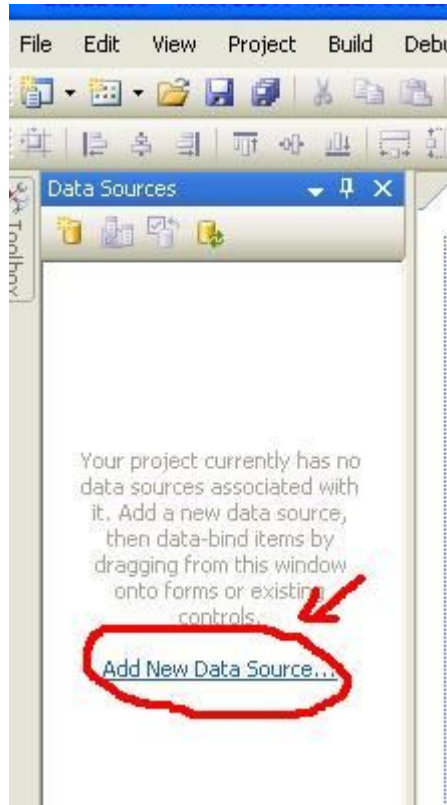 File Edit View Project Build Debu
Data Sources
Toolbox
Your project currently has no
data sources associated with
it. Add a new data source,
then data-bind items by
dragging from this window
onto forms or existing
controls.
Add New Data Source...